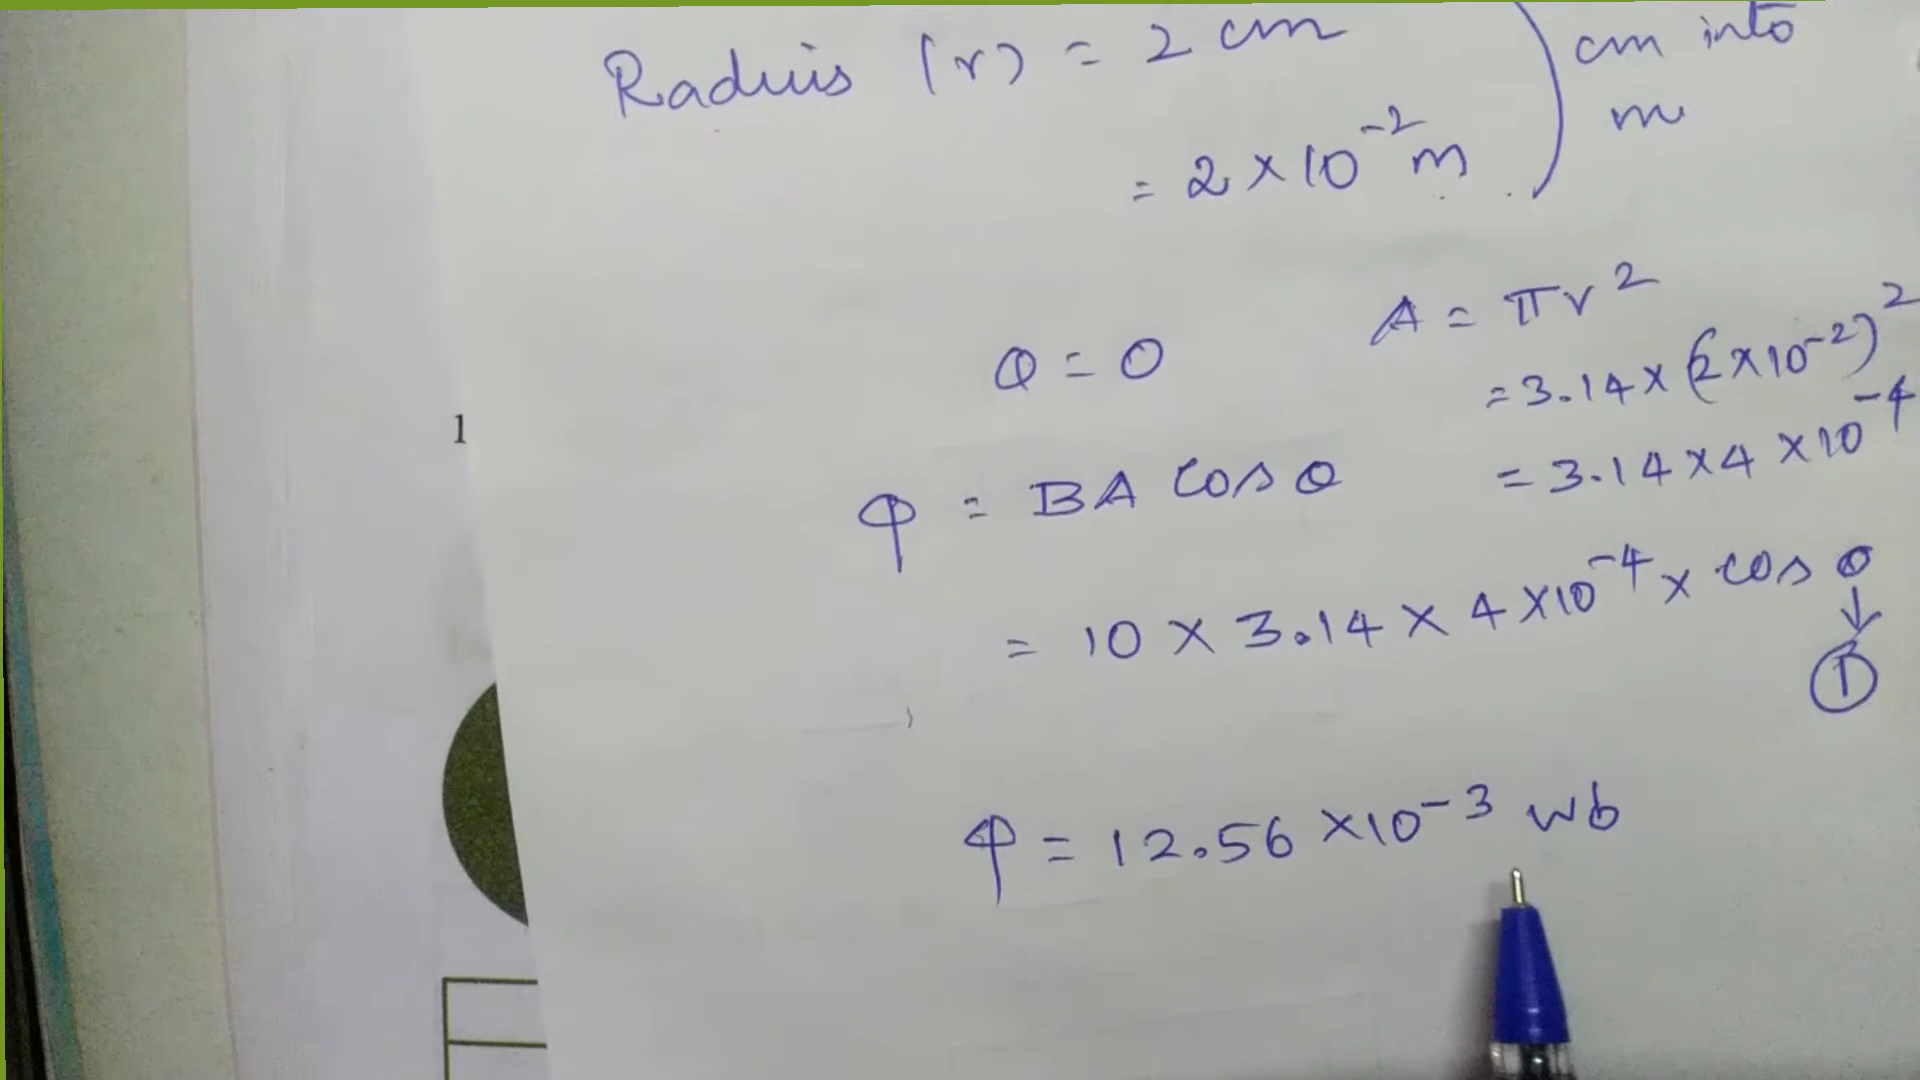 Radius (r) = 2 cm
cm into
m
= 2 × 10⁻² m
θ = 0
A = πr²
= 3.14 × (2 × 10⁻²)²
= 3.14 × 4 × 10⁻⁴
1
φ = BA cos θ
= 10 × 3.14 × 4 × 10⁻⁴ × cos 0
↓
1
φ = 12.56 × 10⁻³ wb